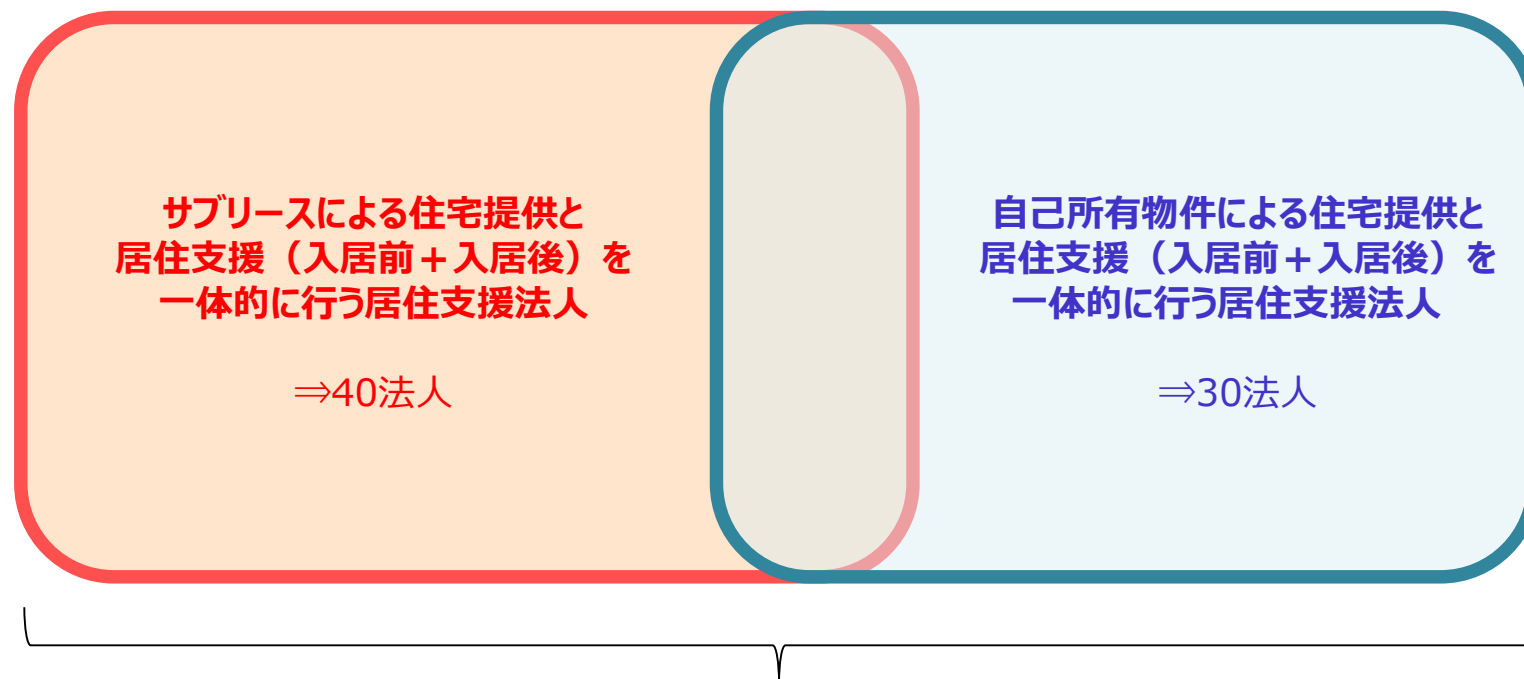 サブリースによる住宅提供と
居住支援（入居前＋入居後）を
一体的に行う居住支援法人
⇒40法人
自己所有物件による住宅提供と
居住支援（入居前＋入居後）を
一体的に行う居住支援法人
⇒30法人